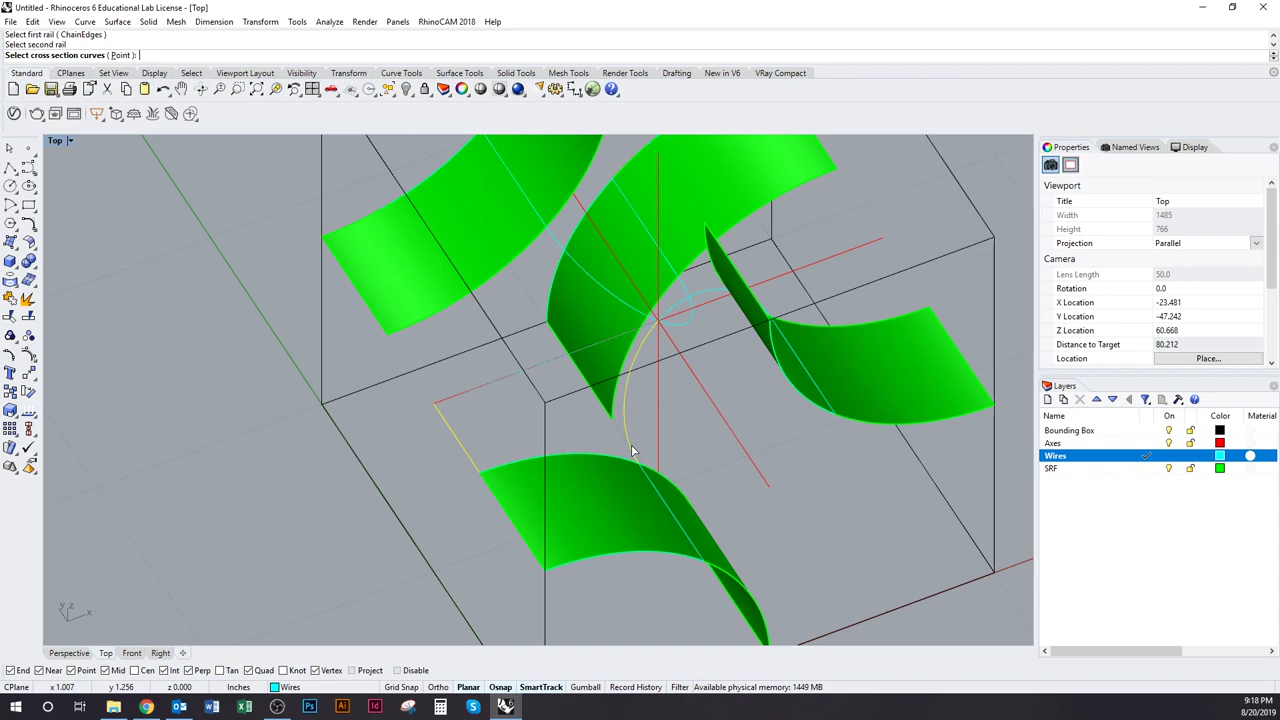 Untitled - Rhinoceros 6 Educational Lab License - [Top]
File Edit View Curve Surface Solid Mesh Dimension Transform Tools Analyze Render Panels RhinoCAM 2018 Help
Select first rail ( ChainEdges )
Select second rail
Select cross section curves ( Point ):
Standard CPlanes Set View Display Select Viewport Layout Visibility Transform Curve Tools Surface Tools Solid Tools Mesh Tools Render Tools Drafting New in V6 VRay Compact
Top
Properties Named Views Display
Viewport
Title Top
Width 1485
Height 766
Projection Parallel
Camera
Lens Length 50.0
Rotation 0.0
X Location -23.481
Y Location -47.242
Z Location 60.668
Distance to Target 80.212
Location Place...
Layers
Name On Color Material
Bounding Box
Axes
Wires
SRF
y z x
Perspective Top Front Right
End Near Point Mid Cen Int Perp Tan Quad Knot Vertex Project Disable
CPlane x 1.007 y 1.256 z 0.000 Inches Wires Grid Snap Ortho Planar Osnap SmartTrack Gumball Record History Filter Available physical memory: 1449 MB
9:18 PM
8/20/2019